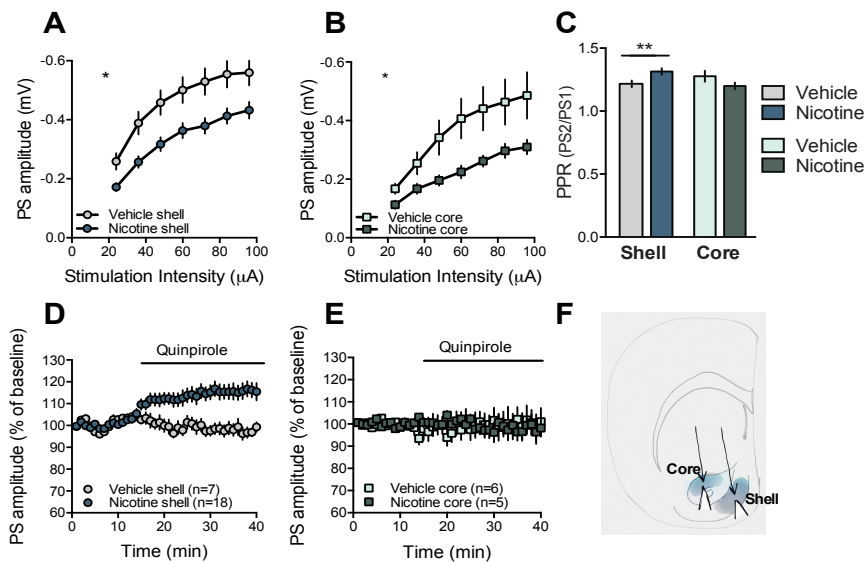 A
PS amplitude (mV)
-0.6
-0.4
-0.2
0.0
*
Vehicle shell
Nicotine shell
0 20 40 60 80 100
Stimulation Intensity (μA)
B
PS amplitude (mV)
-0.6
-0.4
-0.2
0.0
*
Vehicle core
Nicotine core
0 20 40 60 80 100
Stimulation Intensity (μA)
C
PPR (PS2/PS1)
1.5
1.0
0.5
0.0
**
Shell Core
Vehicle
Nicotine
Vehicle
Nicotine
D
PS amplitude (% of baseline)
130
120
110
100
90
80
70
60
Quinpirole
Vehicle shell (n=7)
Nicotine shell (n=18)
0 10 20 30 40
Time (min)
E
PS amplitude (% of baseline)
130
120
110
100
90
80
70
60
Quinpirole
Vehicle core (n=6)
Nicotine core (n=5)
0 10 20 30 40
Time (min)
F
Core
Shell